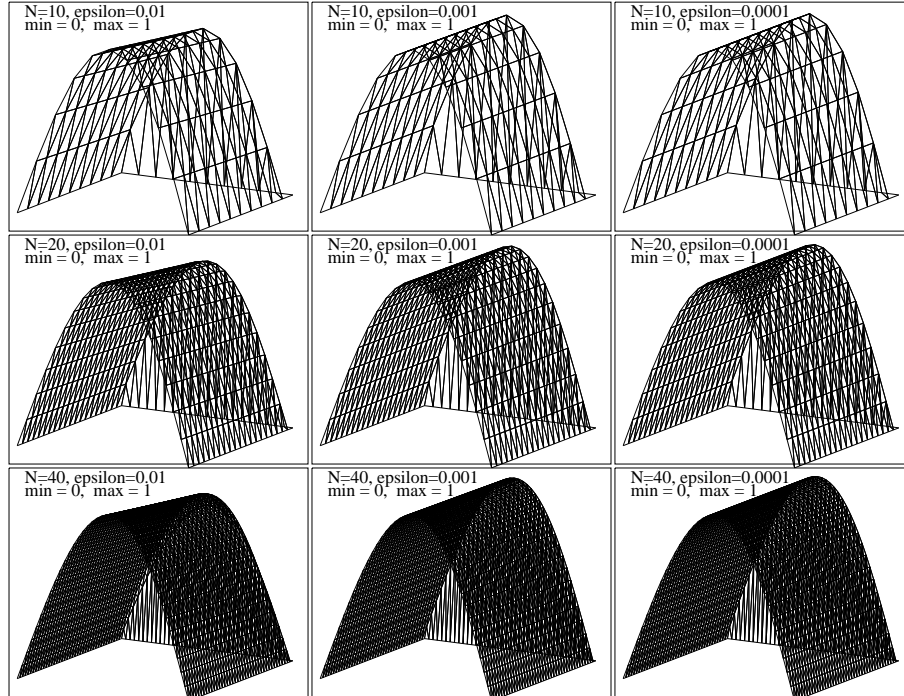 N=10, epsilon=0.01
min = 0, max = 1
N=10, epsilon=0.001
min = 0, max = 1
N=10, epsilon=0.0001
min = 0, max = 1
N=20, epsilon=0.01
min = 0, max = 1
N=20, epsilon=0.001
min = 0, max = 1
N=20, epsilon=0.0001
min = 0, max = 1
N=40, epsilon=0.01
min = 0, max = 1
N=40, epsilon=0.001
min = 0, max = 1
N=40, epsilon=0.0001
min = 0, max = 1